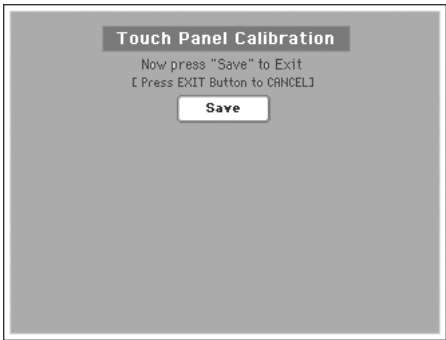 Touch Panel Calibration
Now press "Save" to Exit
[ Press EXIT Button to CANCEL]
Save